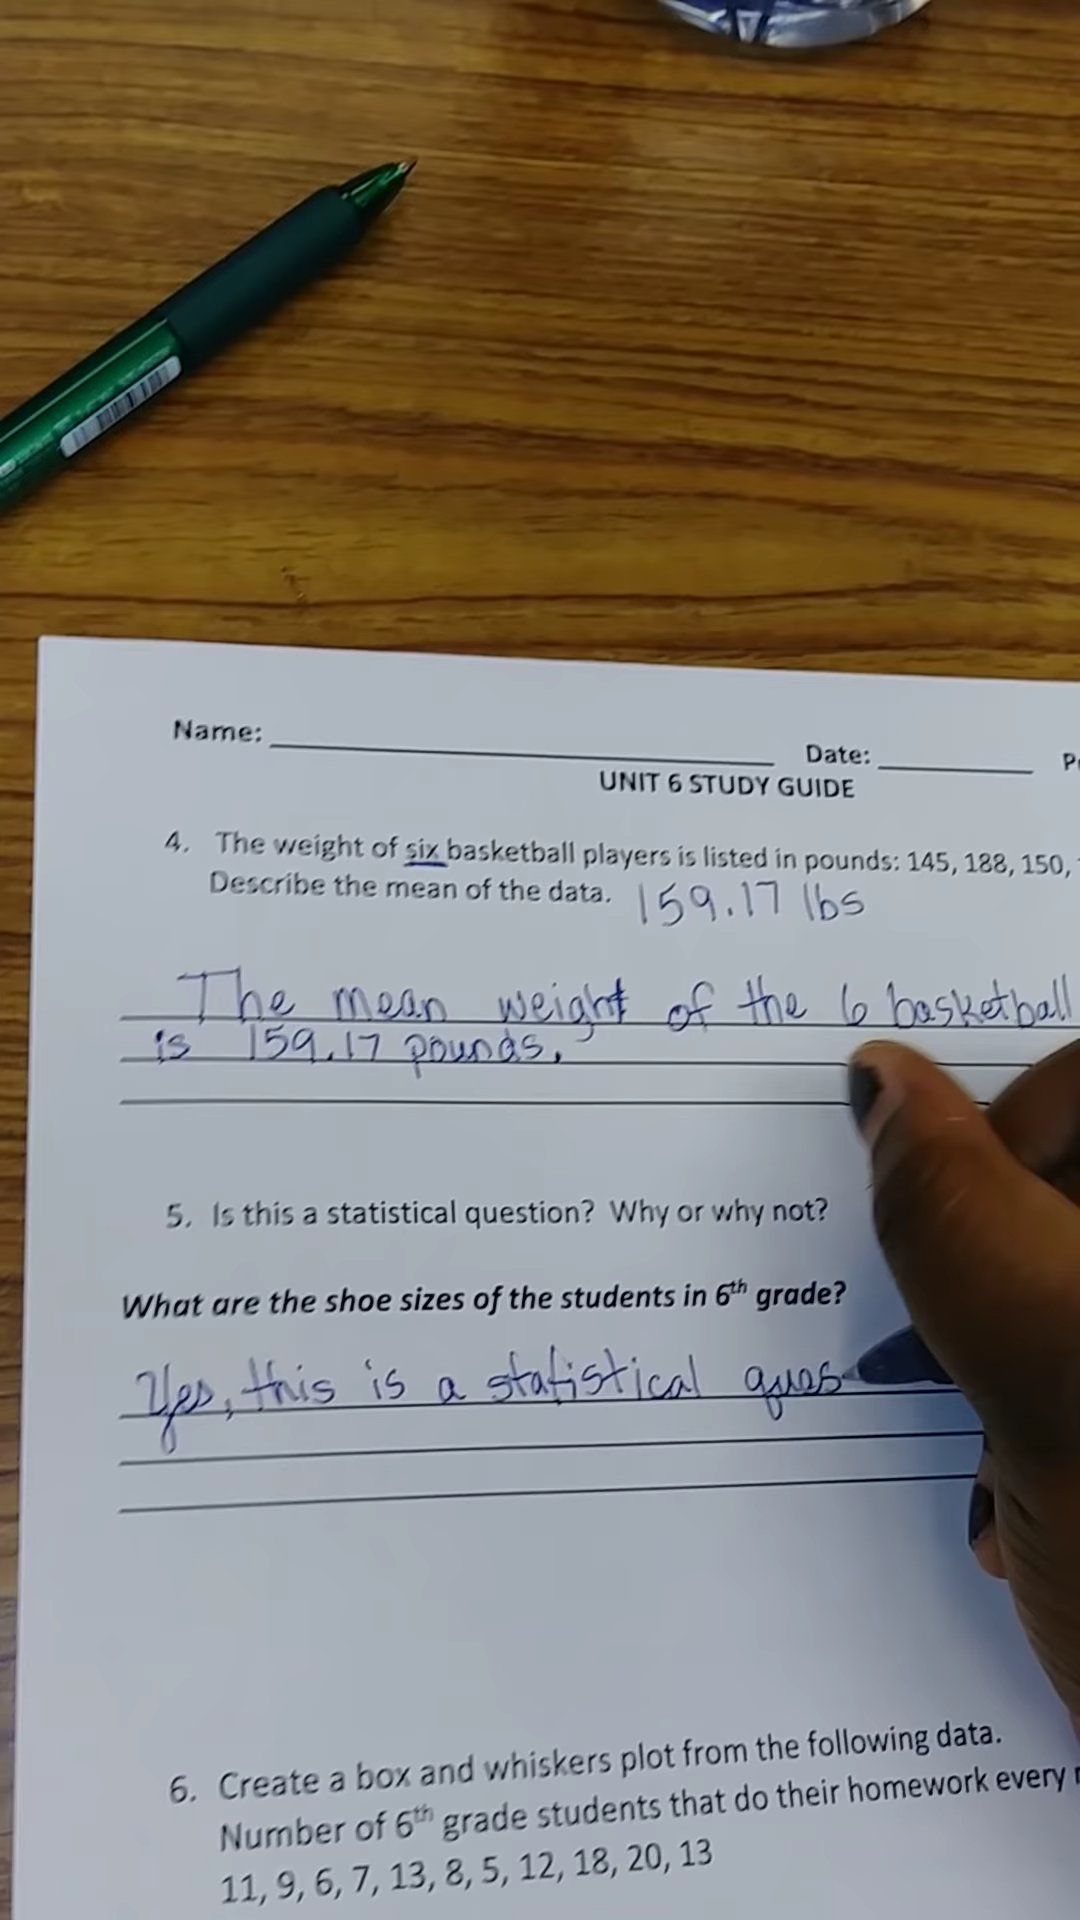 Name: Date:
UNIT 6 STUDY GUIDE
4. The weight of six basketball players is listed in pounds: 145, 188, 150,
Describe the mean of the data. 159.17 lbs
The mean weight of the 6 basketball
is 159.17 pounds.
5. Is this a statistical question? Why or why not?
What are the shoe sizes of the students in 6th grade?
Yes, this is a statistical ques
6. Create a box and whiskers plot from the following data.
Number of 6th grade students that do their homework every
11, 9, 6, 7, 13, 8, 5, 12, 18, 20, 13